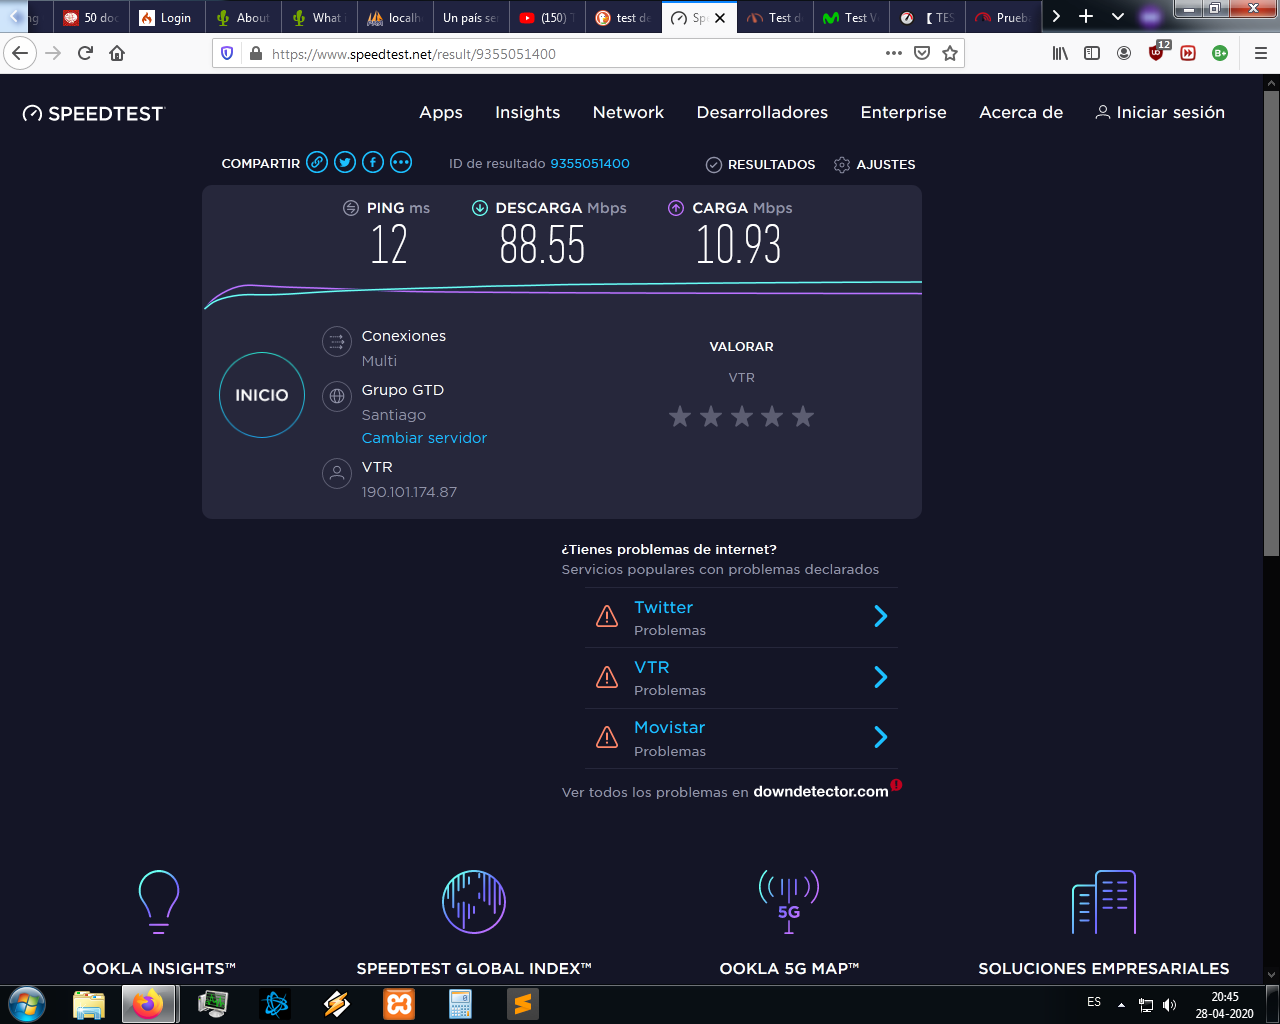 50 doc
Login
About
What i
localh
Un país se
(150) T
test de
Sp
Test d
Test V
[ TES
Prueb
https://www.speedtest.net/result/9355051400
12
SPEEDTEST
Apps
Insights
Network
Desarrolladores
Enterprise
Acerca de
Iniciar sesión
COMPARTIR
ID de resultado 9355051400
RESULTADOS
AJUSTES
PING ms
DESCARGA Mbps
CARGA Mbps
12
88.55
10.93
INICIO
Conexiones
Multi
Grupo GTD
Santiago
Cambiar servidor
VTR
190.101.174.87
VALORAR
VTR
¿Tienes problemas de internet?
Servicios populares con problemas declarados
Twitter
Problemas
VTR
Problemas
Movistar
Problemas
Ver todos los problemas en downdetector.com
5G
OOKLA INSIGHTS™
SPEEDTEST GLOBAL INDEX™
OOKLA 5G MAP™
SOLUCIONES EMPRESARIALES
ES
20:45
28-04-2020